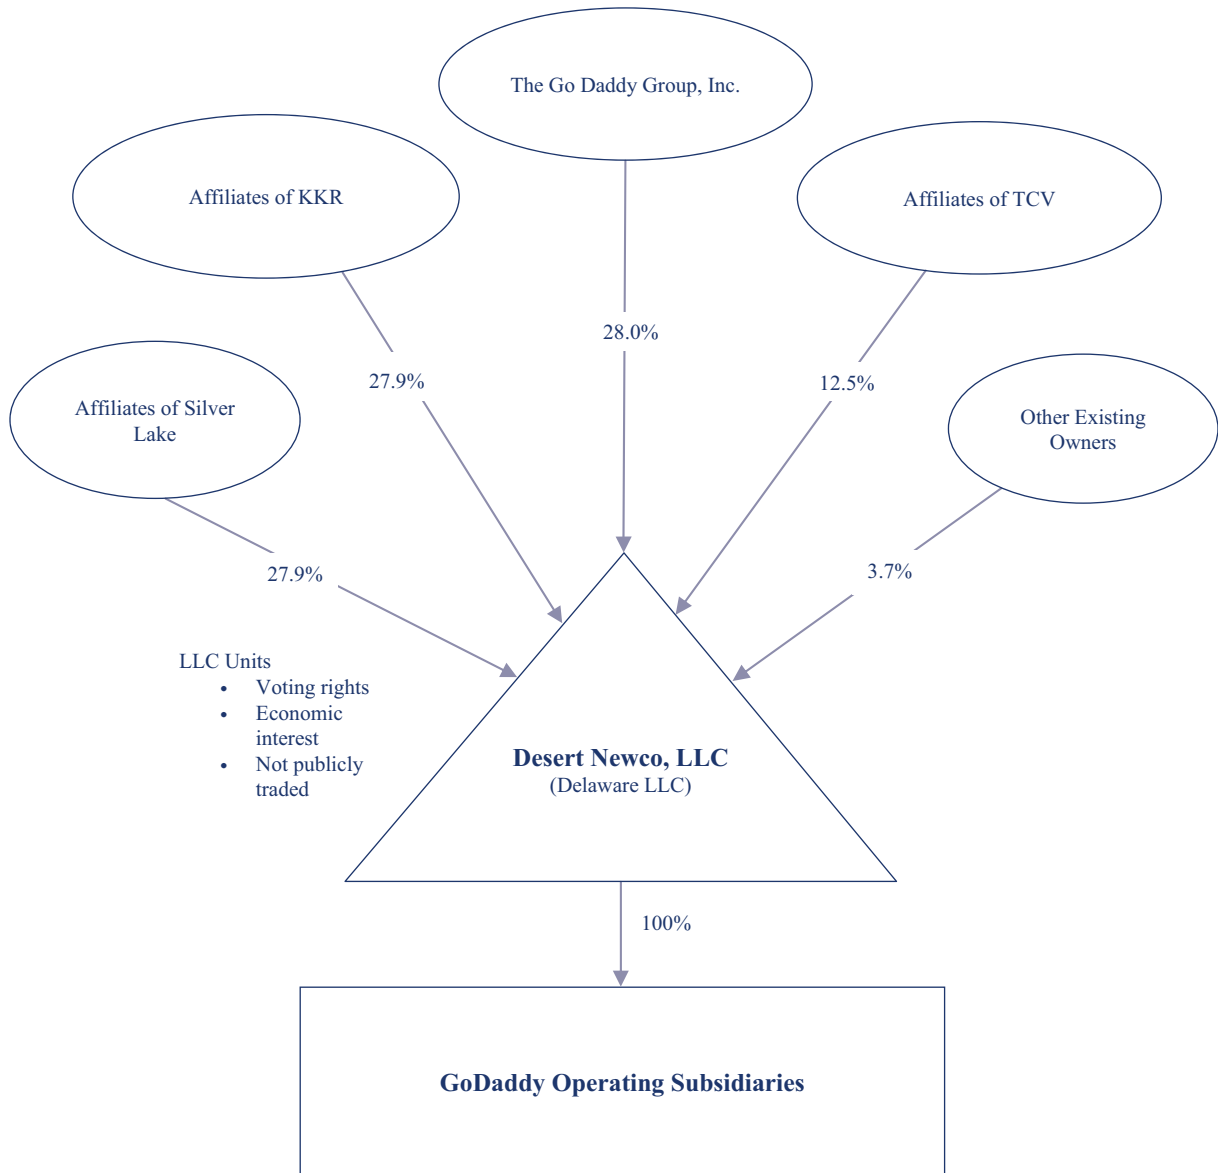 The Go Daddy Group, Inc.
Affiliates of KKR
Affiliates of TCV
28.0%
27.9%
12.5%
Affiliates of Silver
Lake
Other Existing
Owners
27.9%
3.7%
LLC Units
• Voting rights
• Economic
interest
• Not publicly
traded
Desert Newco, LLC
(Delaware LLC)
100%
GoDaddy Operating Subsidiaries